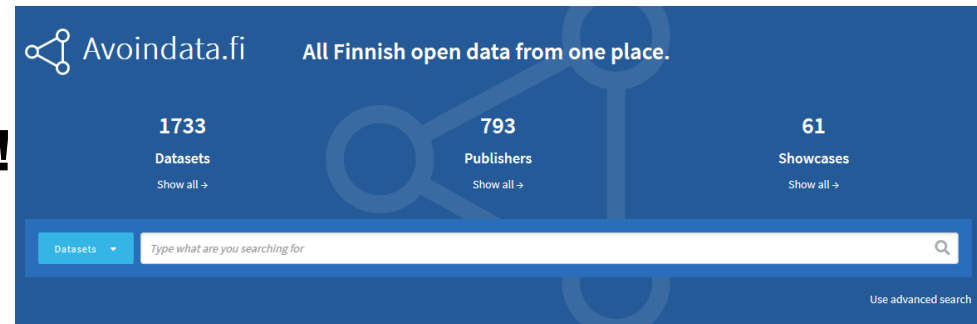 Avoindata.fi
All Finnish open data from one place.
1733
793
61
Datasets
Publishers
Showcases
Show all →
Show all →
Show all →
!
Datasets
Type what are you searching for
Use advanced search